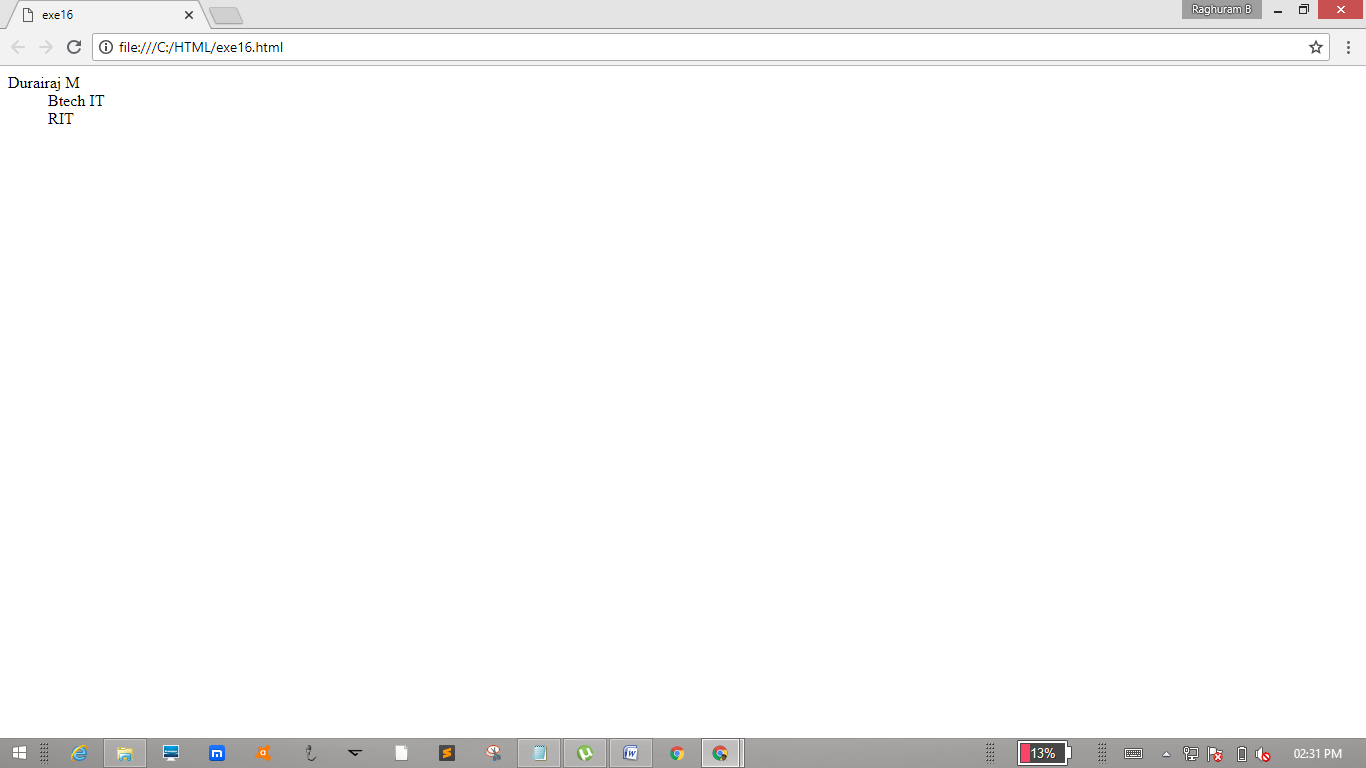 exe16
Raghuram B
file:///C:/HTML/exe16.html
Durairaj M
Btech IT
RIT
13%
02:31 PM